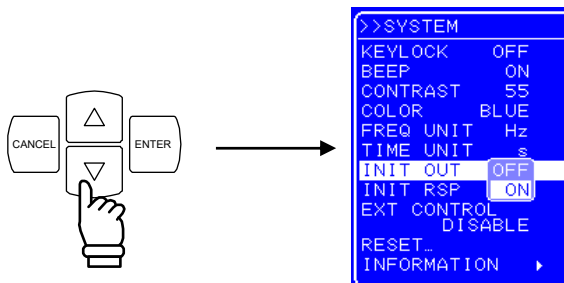 CANCEL
ENTER
>>SYSTEM
KEYLOCK OFF
BEEP ON
CONTRAST 55
COLOR BLUE
FREQ UNIT Hz
TIME UNIT s
INIT OUT OFF
INIT RSP ON
EXT CONTROL
DISABLE
RESET…
INFORMATION